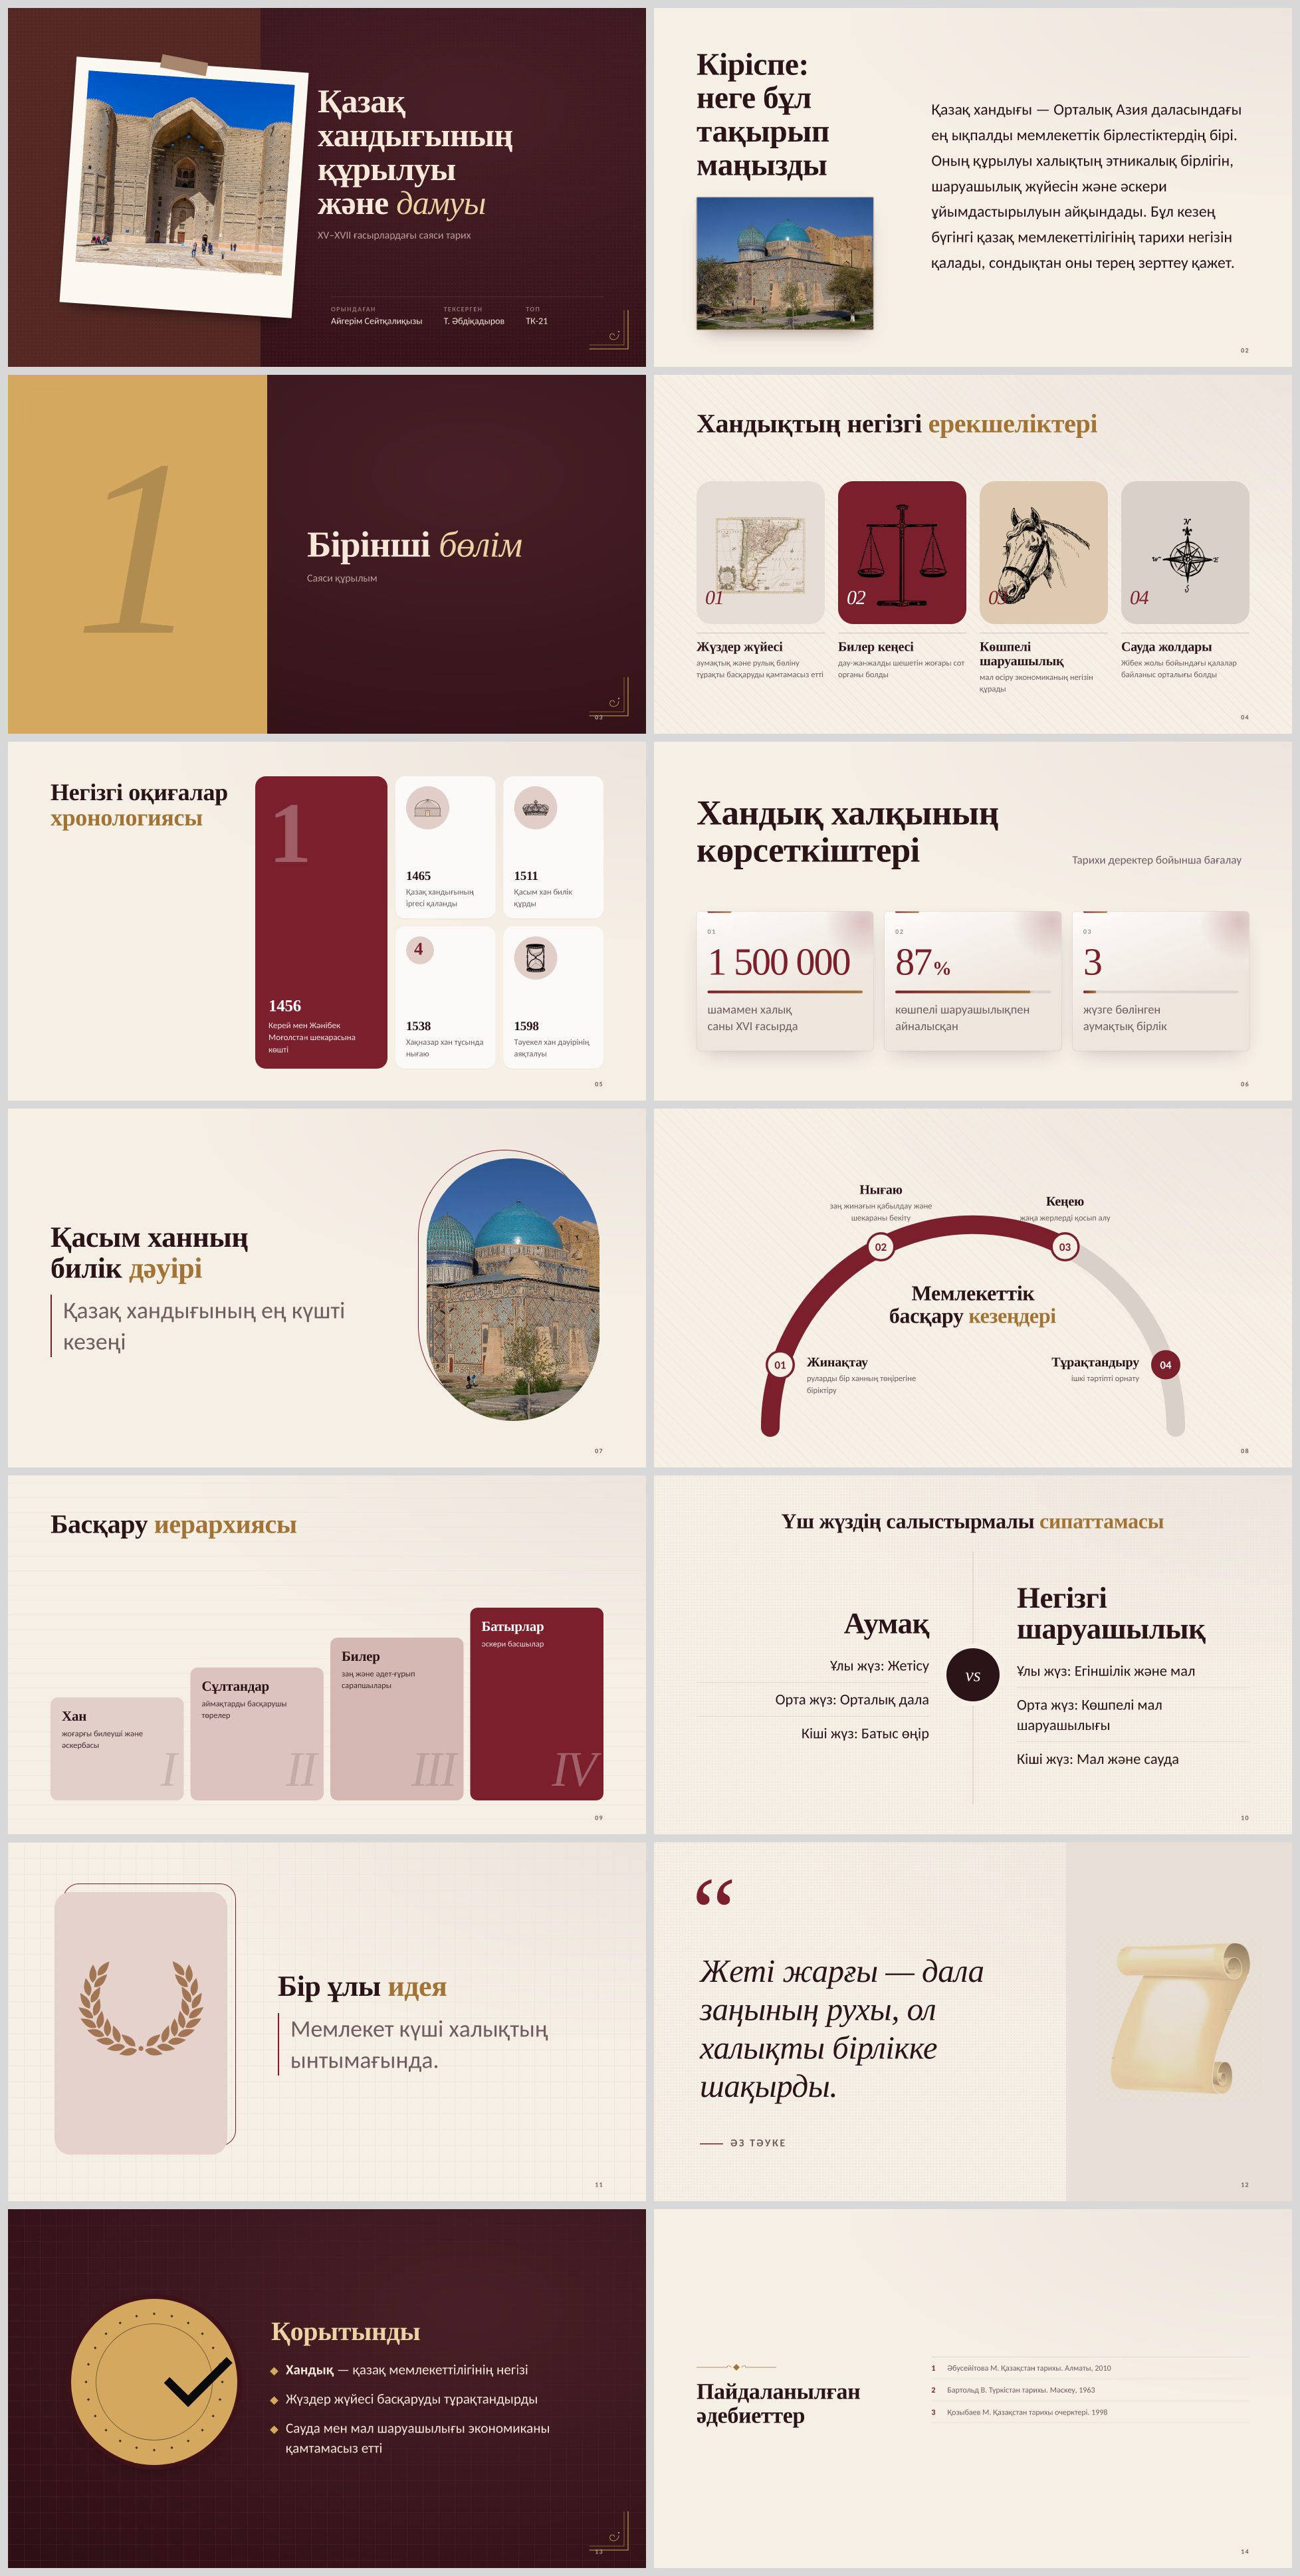 Қазақ
хандығының
құрылуы
және дамуы
XV–XVII ғасырлардағы саяси тарих
ОРЫНДАҒАН
Айгерім Сейтқалиқызы
ТЕКСЕРГЕН
Т. Әбдіқадыров
ТОП
ТК-21
Кіріспе:
неге бұл
тақырып
маңызды
Қазақ хандығы — Орталық Азия даласындағы
ең ықпалды мемлекеттік бірлестіктердің бірі.
Оның құрылуы халықтың этникалық бірлігін,
шаруашылық жүйесін және әскери
ұйымдастырылуын айқындады. Бұл кезең
бүгінгі қазақ мемлекеттілігінің тарихи негізін
қалады, сондықтан оны терең зерттеу қажет.
02
1
Бірінші бөлім
Саяси құрылым
03
Хандықтың негізгі ерекшеліктері
01
02
03
N
W E
S
04
Жүздер жүйесі
аумақтық және рулық бөліну
тұрақты басқаруды қамтамасыз етті
Билер кеңесі
дау-жанжалды шешетін жоғары сот
органы болды
Көшпелі
шаруашылық
мал өсіру экономиканың негізін
құрады
Сауда жолдары
Жібек жолы бойындағы қалалар
байланыс орталығы болды
04
Негізгі оқиғалар
хронологиясы
1
1456
Керей мен Жәнібек
Моғолстан шекарасына
көшті
1465
Қазақ хандығының
іргесі қаланды
1511
Қасым хан билік
құрды
4
1538
Хақназар хан тұсында
нығаю
1598
Тәуекел хан дәуірінің
аяқталуы
05
Хандық халқының
көрсеткіштері
Тарихи деректер бойынша бағалау
01
1 500 000
шамамен халық
саны XVI ғасырда
02
87%
көшпелі шаруашылықпен
айналысқан
03
3
жүзге бөлінген
аумақтық бірлік
06
Қасым ханның
билік дәуірі
Қазақ хандығының ең күшті
кезеңі
07
Нығаю
заң жинағын қабылдау және
шекараны бекіту
Кеңею
жаңа жерлерді қосып алу
02
03
Мемлекеттік
басқару кезеңдері
01
Жинақтау
руларды бір ханның төңірегіне
біріктіру
Тұрақтандыру
ішкі тәртіпті орнату
04
08
Басқару иерархиясы
Хан
жоғарғы билеуші және
әскербасы
I
Сұлтандар
аймақтарды басқарушы
төрелер
II
Билер
заң және әдет-ғұрып
сарапшылары
III
Батырлар
әскери басшылар
IV
09
Үш жүздің салыстырмалы сипаттамасы
Аумақ
Ұлы жүз: Жетісу
Орта жүз: Орталық дала
Кіші жүз: Батыс өңір
vs
Негізгі
шаруашылық
Ұлы жүз: Егіншілік және мал
Орта жүз: Көшпелі мал
шаруашылығы
Кіші жүз: Мал және сауда
10
Бір ұлы идея
Мемлекет күші халықтың
ынтымағында.
11
“
Жеті жарғы — дала
заңының рухы, ол
халықты бірлікке
шақырды.
— ӘЗ ТӘУКЕ
12
Қорытынды
Хандық — қазақ мемлекеттілігінің негізі
Жүздер жүйесі басқаруды тұрақтандырды
Сауда мен мал шаруашылығы экономиканы
қамтамасыз етті
13
Пайдаланылған
әдебиеттер
1 Әбусейітова М. Қазақстан тарихы. Алматы, 2010
2 Бартольд В. Түркістан тарихы. Мәскеу, 1963
3 Қозыбаев М. Қазақстан тарихы очерктері. 1998
14